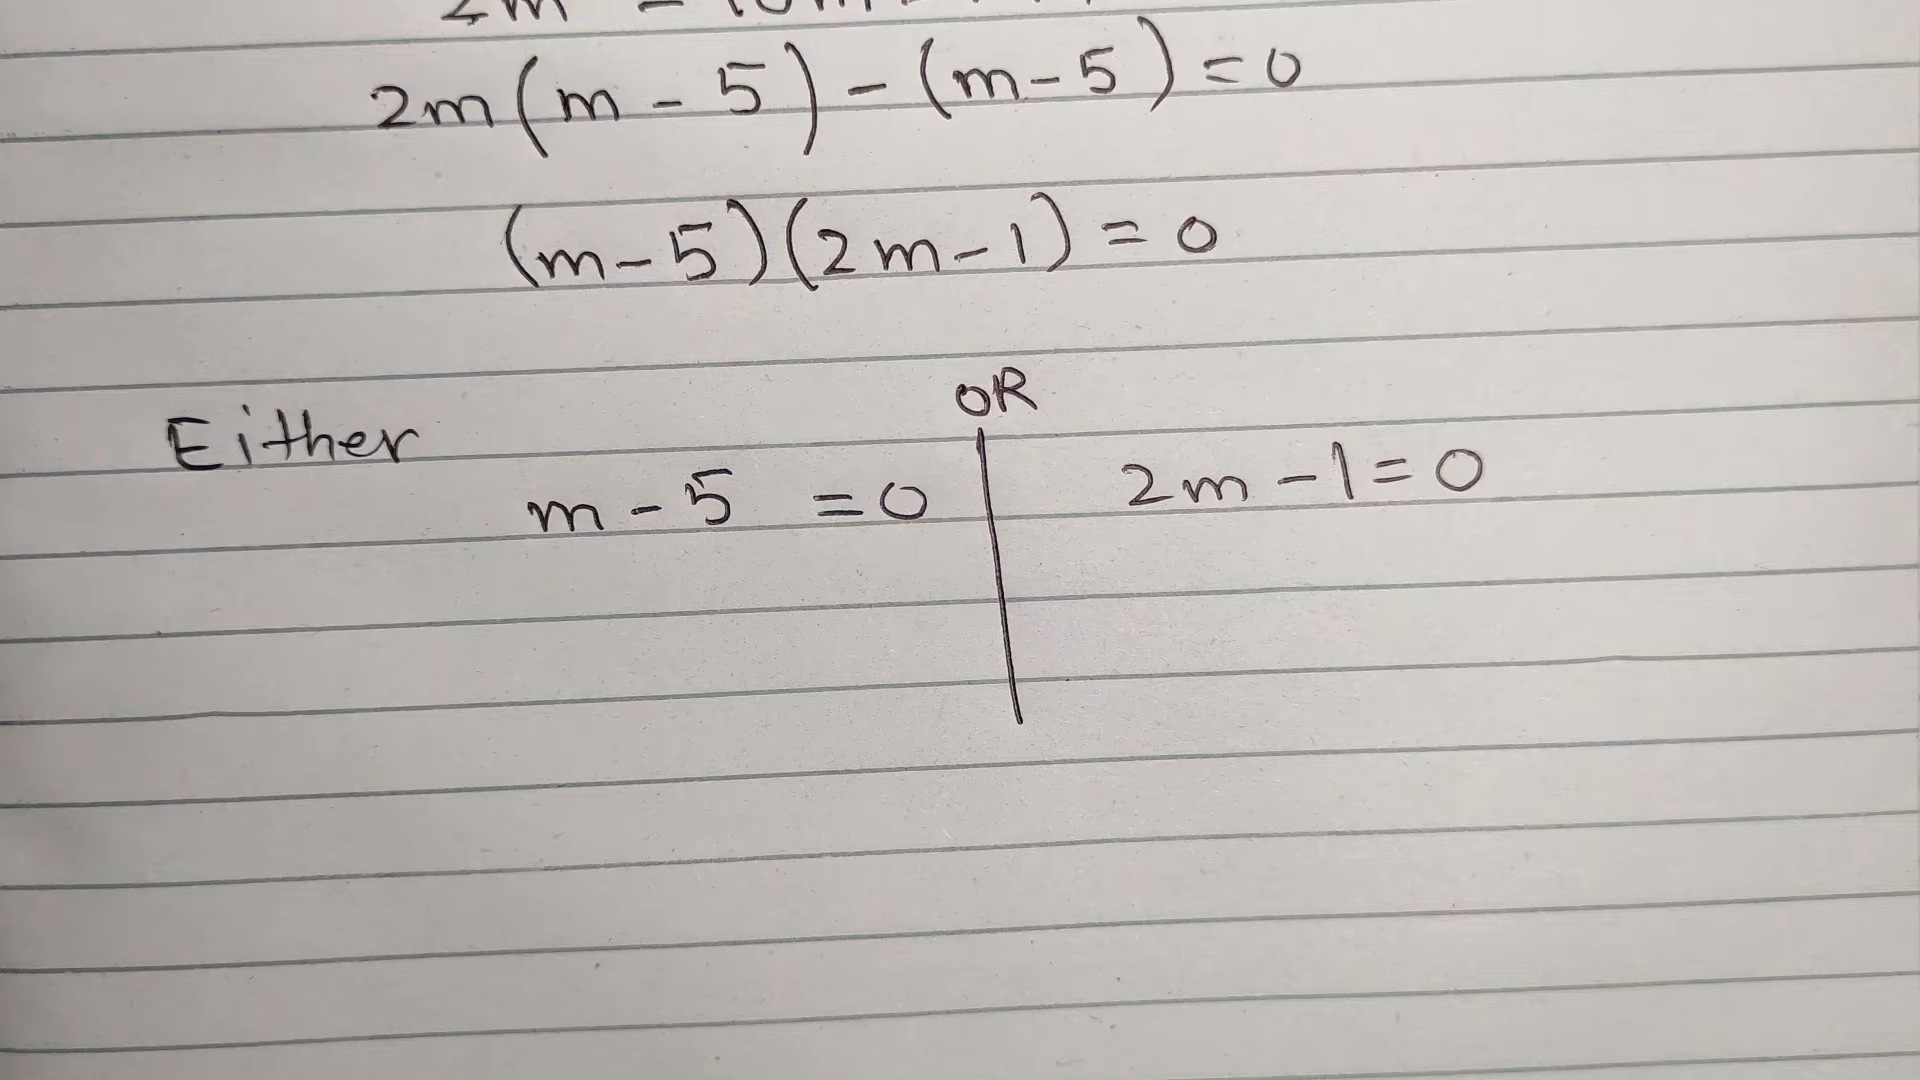 2m(m-5)-(m-5)=0
(m-5)(2m-1)=0
OR
Either
m-5 =0
2m-1=0